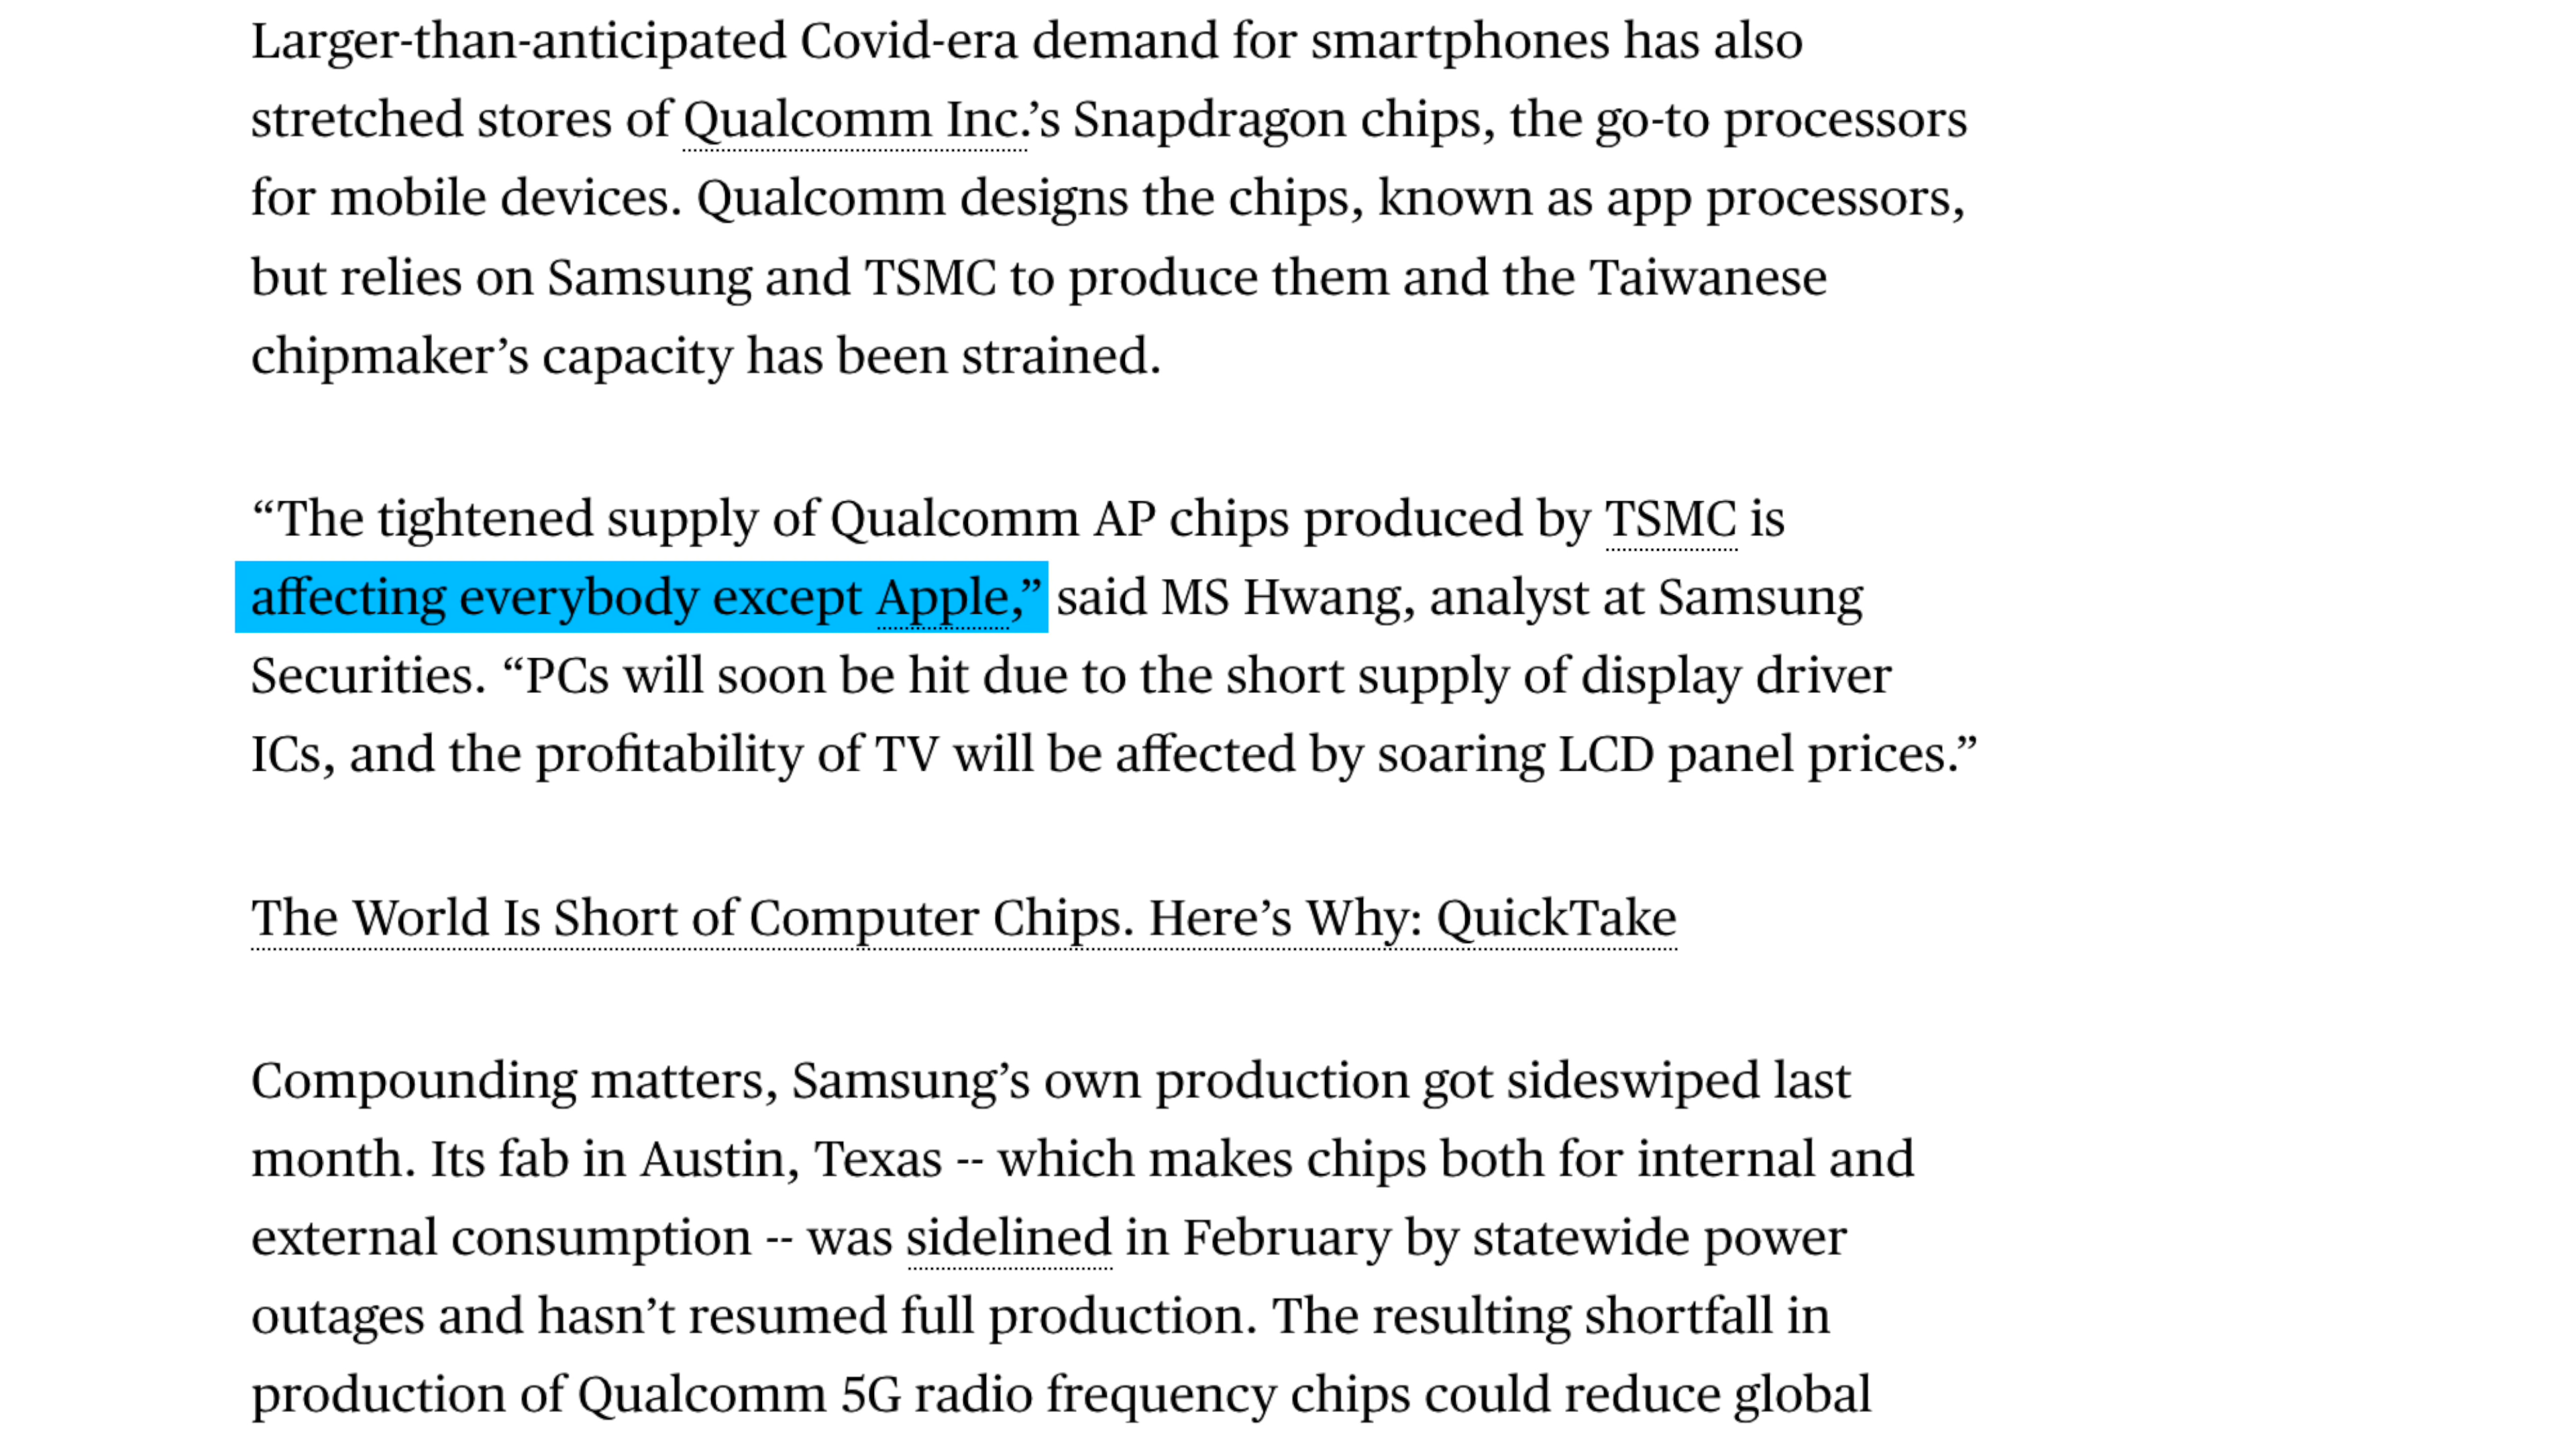 Larger-than-anticipated Covid-era demand for smartphones has also
stretched stores of Qualcomm Inc.’s Snapdragon chips, the go-to processors
for mobile devices. Qualcomm designs the chips, known as app processors,
but relies on Samsung and TSMC to produce them and the Taiwanese
chipmaker’s capacity has been strained.
“The tightened supply of Qualcomm AP chips produced by TSMC is
affecting everybody except Apple,” said MS Hwang, analyst at Samsung
Securities. “PCs will soon be hit due to the short supply of display driver
ICs, and the profitability of TV will be affected by soaring LCD panel prices.”
The World Is Short of Computer Chips. Here’s Why: QuickTake
Compounding matters, Samsung’s own production got sideswiped last
month. Its fab in Austin, Texas -- which makes chips both for internal and
external consumption -- was sidelined in February by statewide power
outages and hasn’t resumed full production. The resulting shortfall in
production of Qualcomm 5G radio frequency chips could reduce global